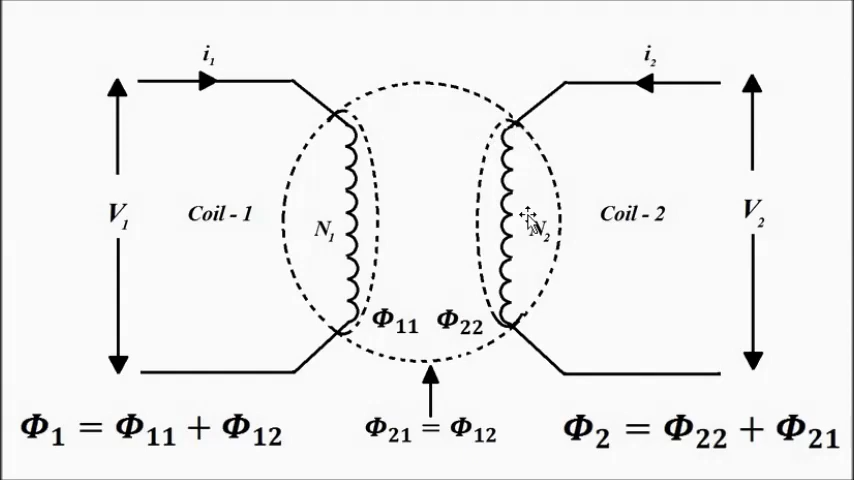 i₁
i₂
V₁
Coil - 1
N₁
N₂
Coil - 2
V₂
Φ₁₁
Φ₂₂
Φ₁ = Φ₁₁ + Φ₁₂
Φ₂₁ = Φ₁₂
Φ₂ = Φ₂₂ + Φ₂₁